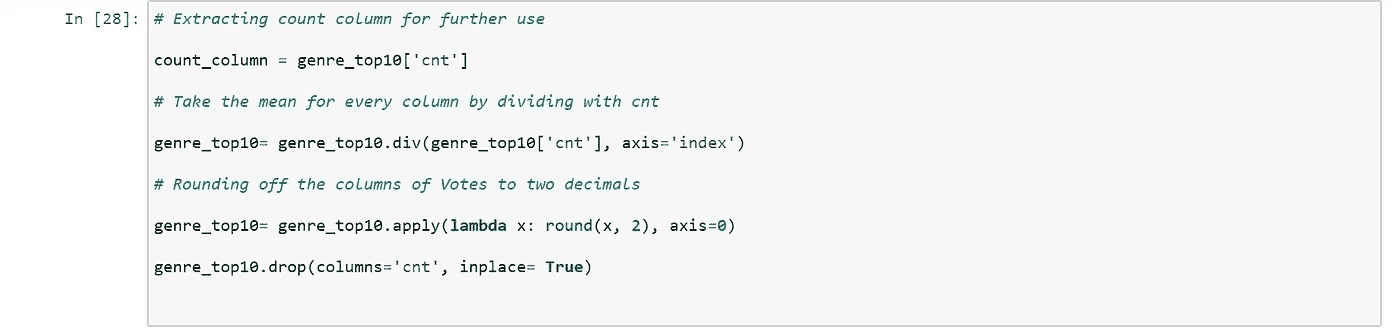 In [28]: # Extracting count column for further use
count_column = genre_top10['cnt']
# Take the mean for every column by dividing with cnt
genre_top10= genre_top10.div(genre_top10['cnt'], axis='index')
# Rounding off the columns of Votes to two decimals
genre_top10= genre_top10.apply(lambda x: round(x, 2), axis=0)
genre_top10.drop(columns='cnt', inplace= True)